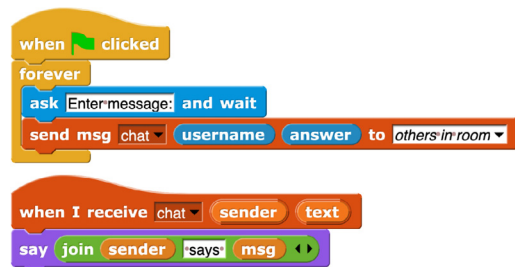 when clicked
forever
ask Enter message: and wait
send msg chat username answer to others in room
when I receive chat sender text
say join sender says msg